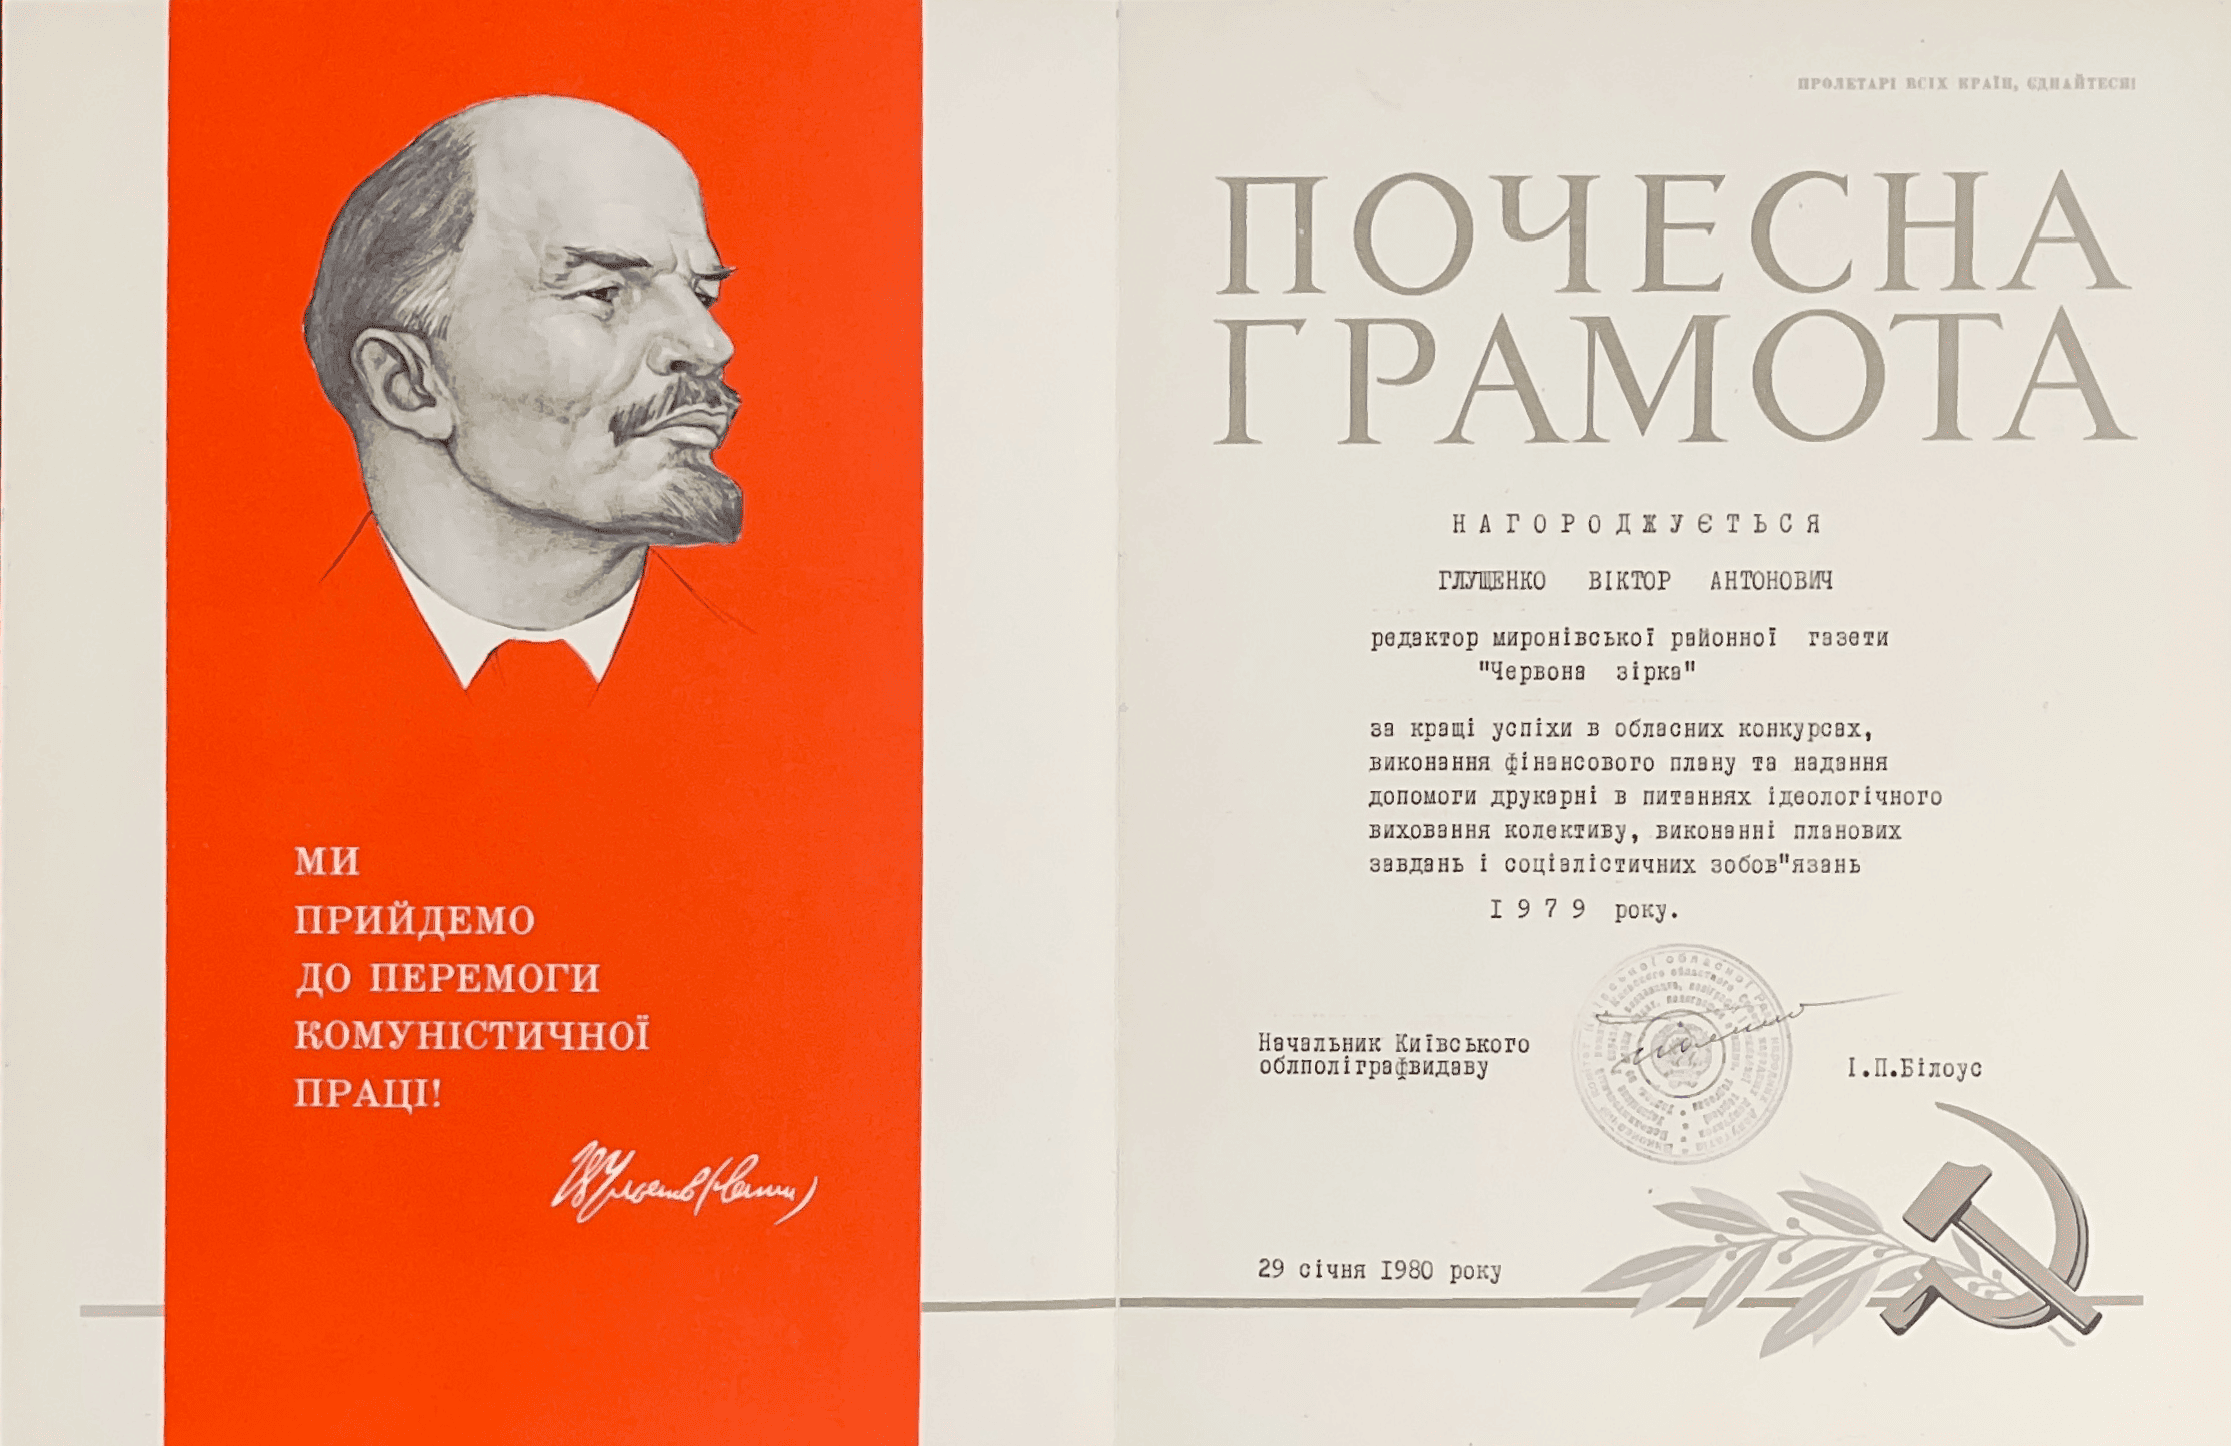 МИ
ПРИЙДЕМО
ДО ПЕРЕМОГИ
КОМУНІСТИЧНОЇ
ПРАЦІ!
ПРОЛЕТАРІ ВСІХ КРАЇН, ЄДНАЙТЕСЯ!
ПОЧЕСНА
ГРАМОТА
НАГОРОДЖУЄТЬСЯ
ГЛУЩЕНКО ВІКТОР АНТОНОВИЧ
редактор миронівської районної газети
"Червона зірка"
за кращі успіхи в обласних конкурсах,
виконання фінансового плану та надання
допомоги друкарні в питаннях ідеологічного
виховання колективу, виконанні планових
завдань і соціалістичних зобов"язань
1979 року.
Начальник Київського
облполіграфвидаву
І.П.Білоус
29 січня 1980 року